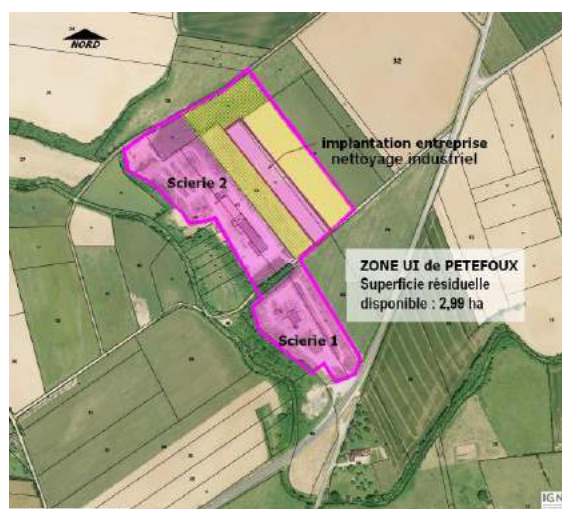 NORD
32
implantation entreprise
nettoyage industriel
Scierie 2
ZONE UI de PETEFOUX
Superficie résiduelle
disponible : 2,99 ha
Scierie 1
IGN